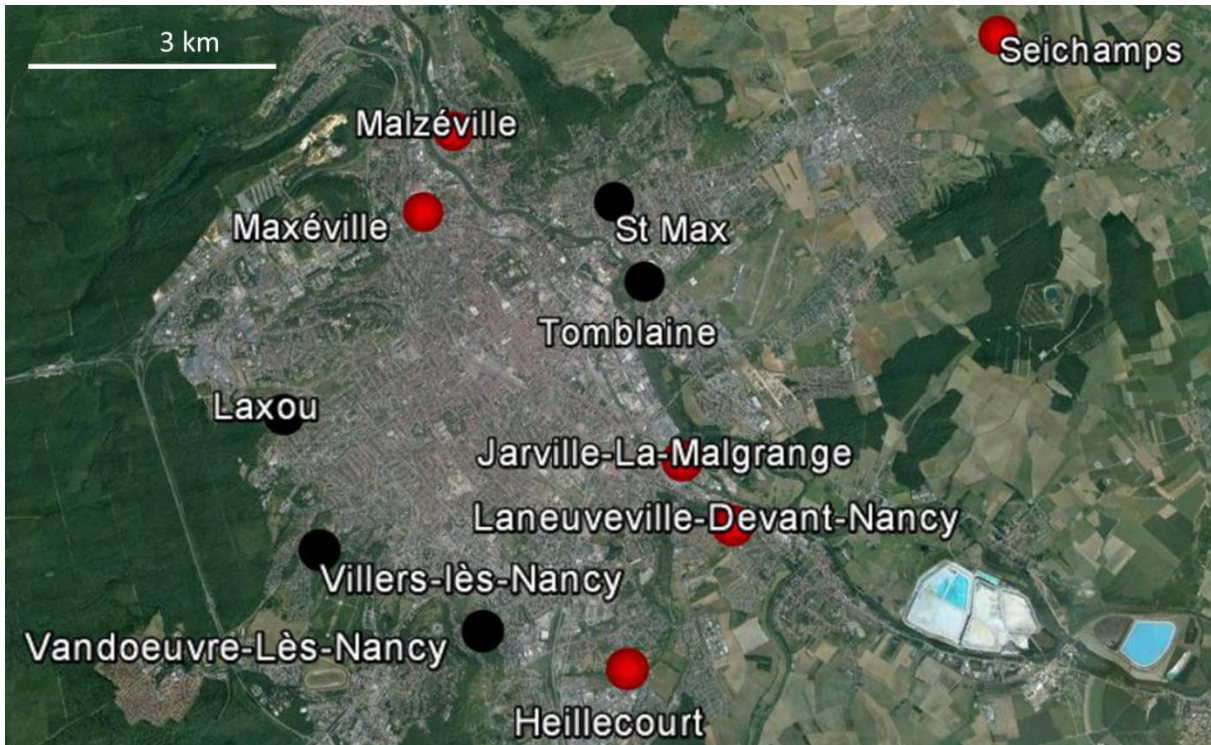 3 km
Seichamps
Malzéville
Maxéville
St Max
Tomblaine
Laxou
Jarville-La-Malgrange
Laneuveville-Devant-Nancy
Villers-lès-Nancy
Vandoeuvre-Lès-Nancy
Heillecourt